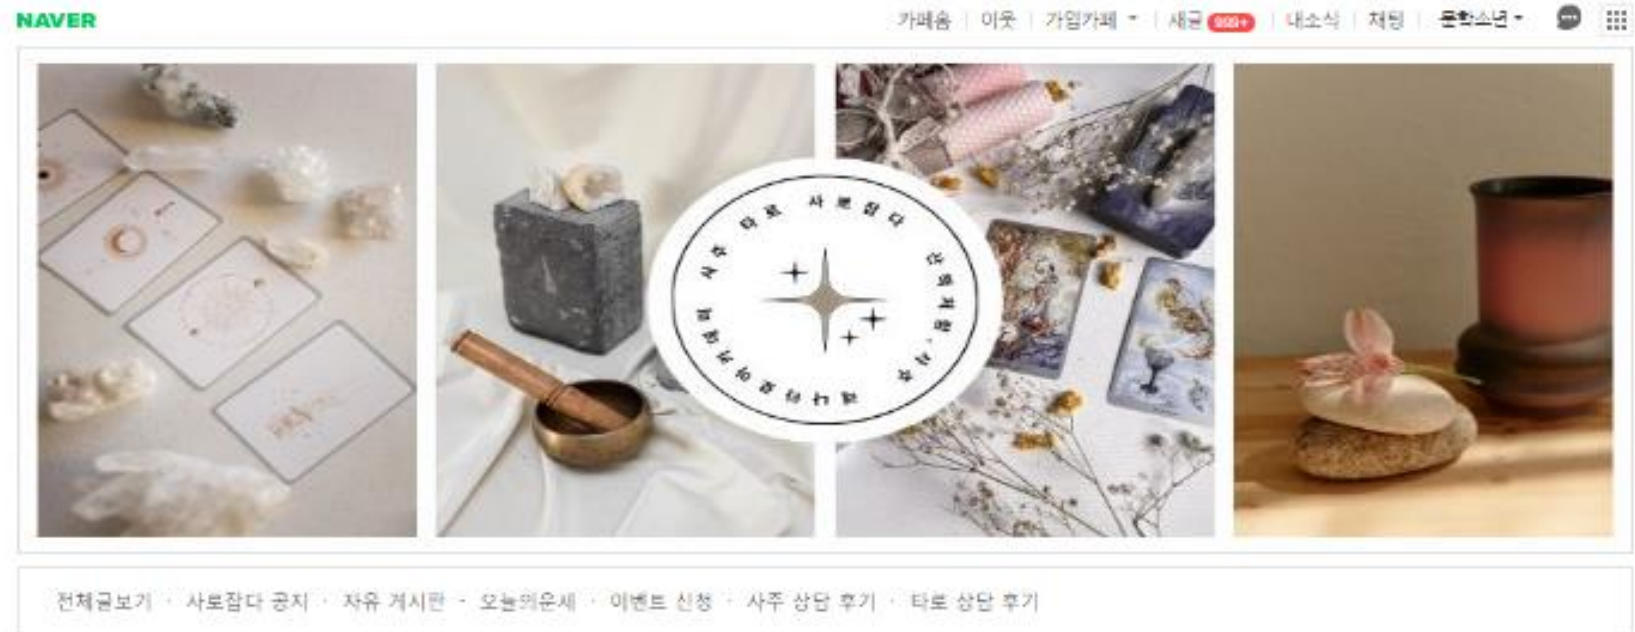 NAVER
카페홈 이웃 가입카페 새글 999+ 내소식 채팅 문학소년
사주 타로 사로잡다
전체글보기 · 사로잡다 공지 · 자유 게시판 · 오늘의운세 · 이벤트 신청 · 사주 상담 후기 · 타로 상담 후기